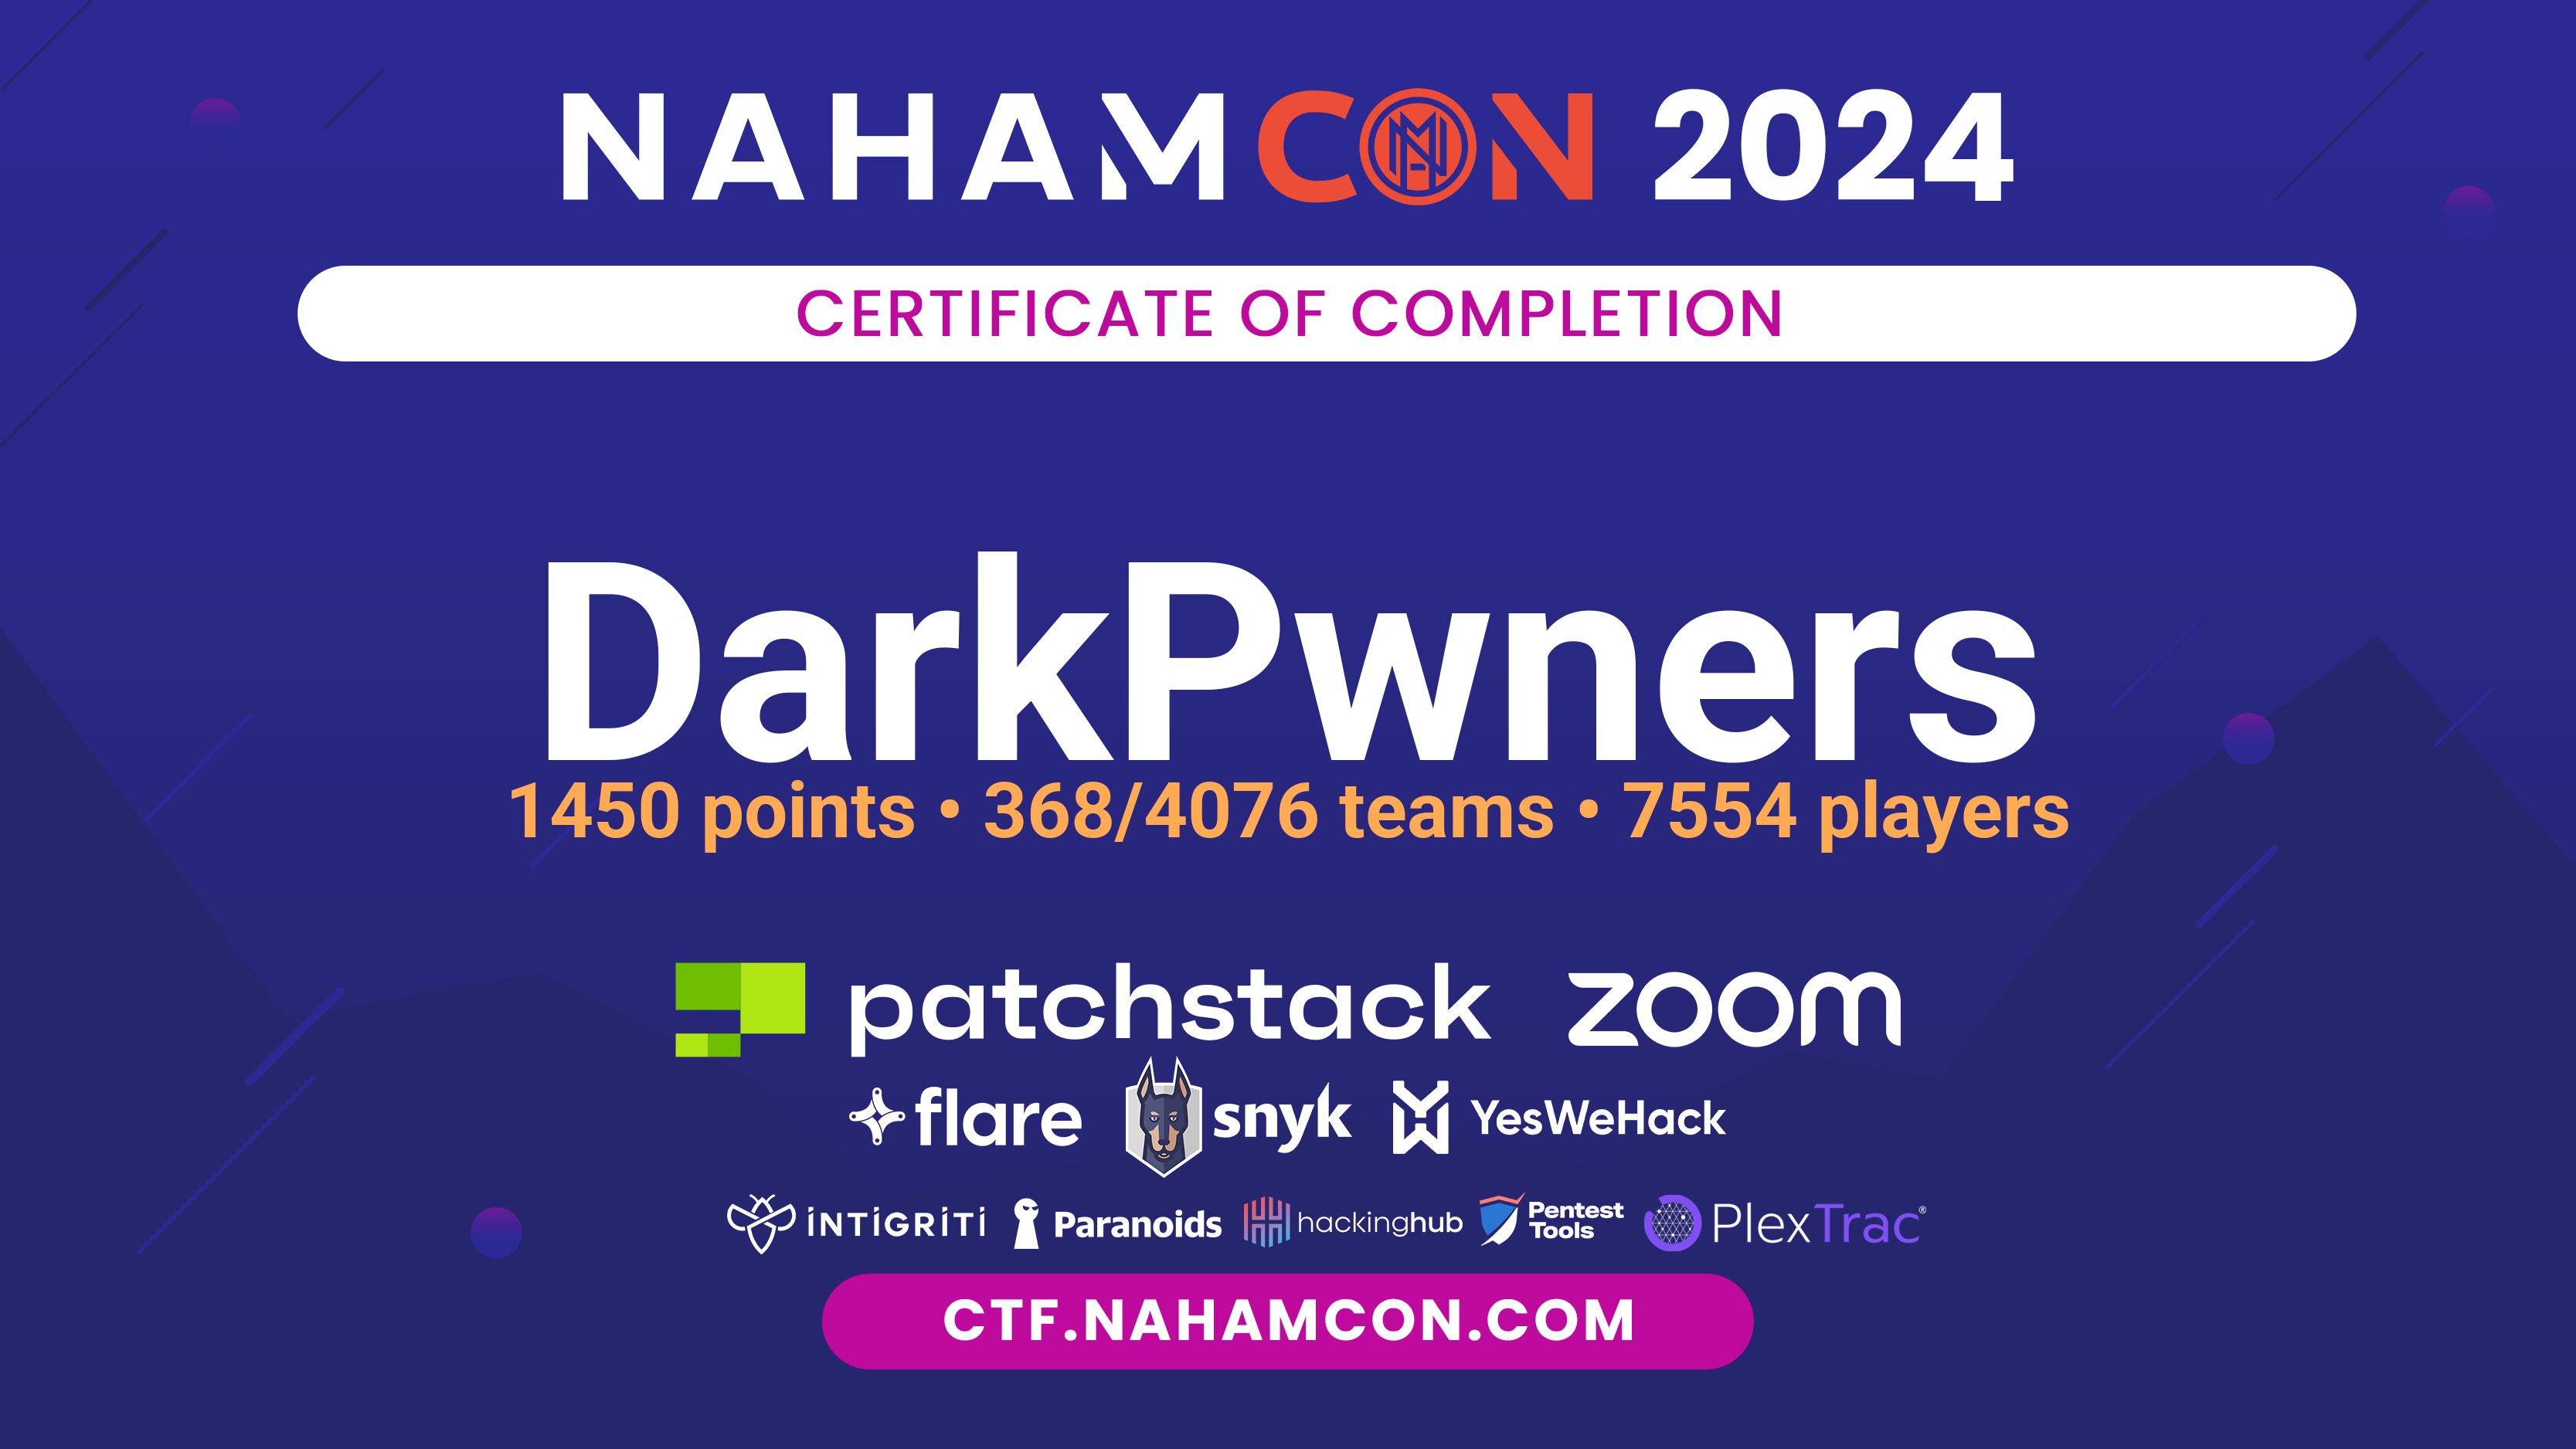 NAHAMCON 2024
CERTIFICATE OF COMPLETION
DarkPwners
1450 points • 368/4076 teams • 7554 players
patchstack zoom
flare snyk YesWeHack
INTIGRITI Paranoids hackinghub Pentest Tools PlexTrac®
CTF.NAHAMCON.COM